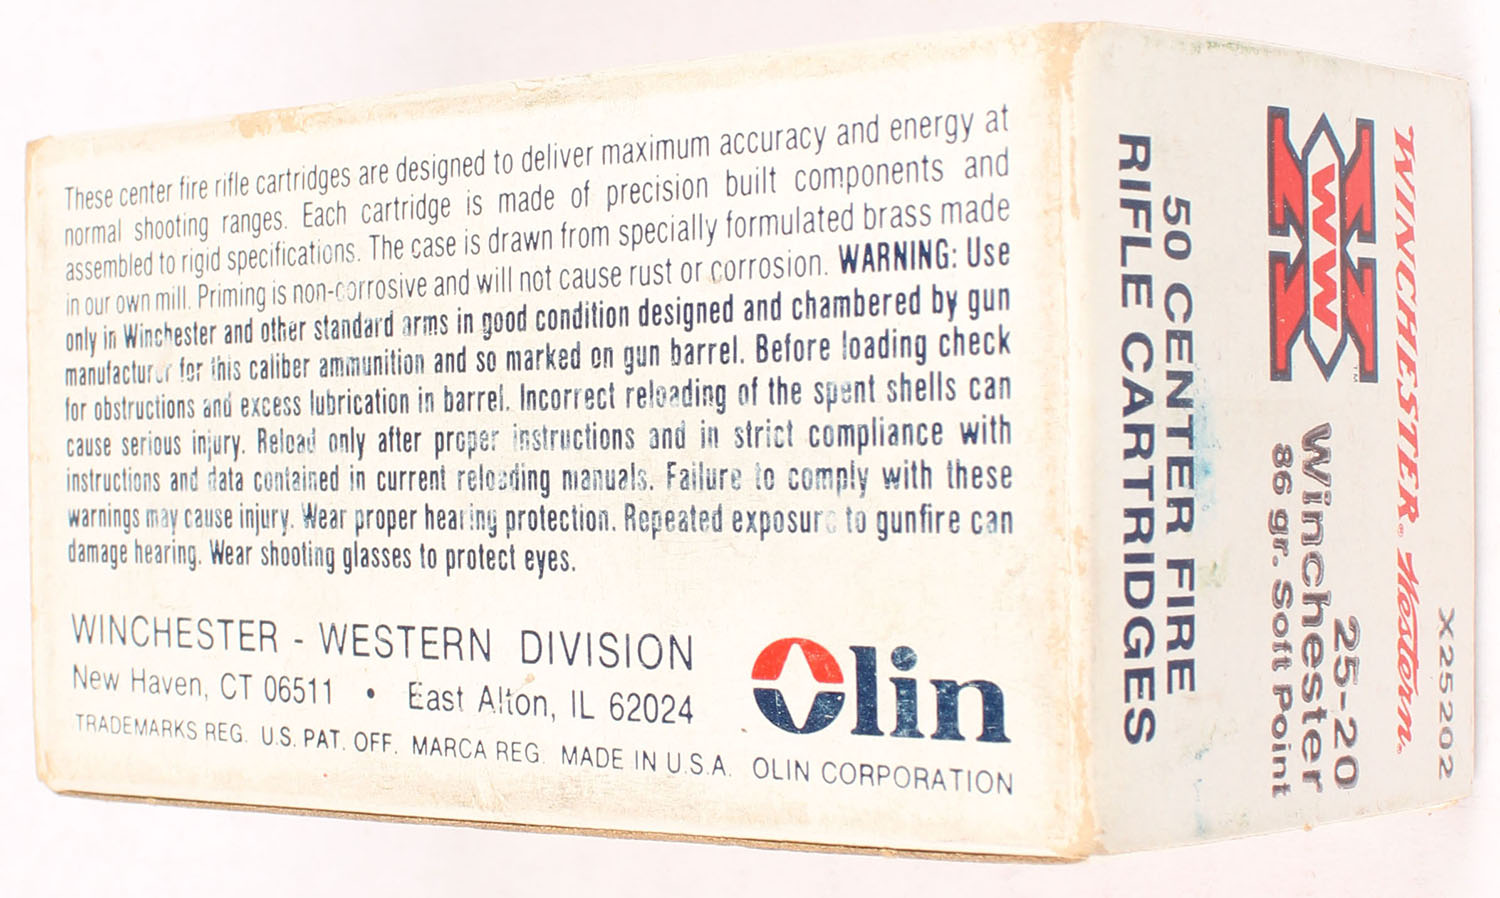 These center fire rifle cartridges are designed to deliver maximum accuracy and energy at
normal shooting ranges. Each cartridge is made of precision built components and
assembled to rigid specifications. The case is drawn from specially formulated brass made
in our own mill. Priming is non-corrosive and will not cause rust or corrosion. WARNING: Use
only in Winchester and other standard arms in good condition designed and chambered by gun
manufacturer for this caliber ammunition and so marked on gun barrel. Before loading check
for obstructions and excess lubrication in barrel. Incorrect reloading of the spent shells can
cause serious injury. Reload only after proper instructions and in strict compliance with
instructions and data contained in current reloading manuals. Failure to comply with these
warnings may cause injury. Wear proper hearing protection. Repeated exposure to gunfire can
damage hearing. Wear shooting glasses to protect eyes.
WINCHESTER - WESTERN DIVISION
New Haven, CT 06511 • East Alton, IL 62024
TRADEMARKS REG. U.S. PAT. OFF. MARCA REG. MADE IN U.S.A. OLIN CORPORATION
Olin
X25202
WINCHESTER® Western®
25-20
Winchester
86 gr. Soft Point
X WW X ™
50 CENTER FIRE
RIFLE CARTRIDGES